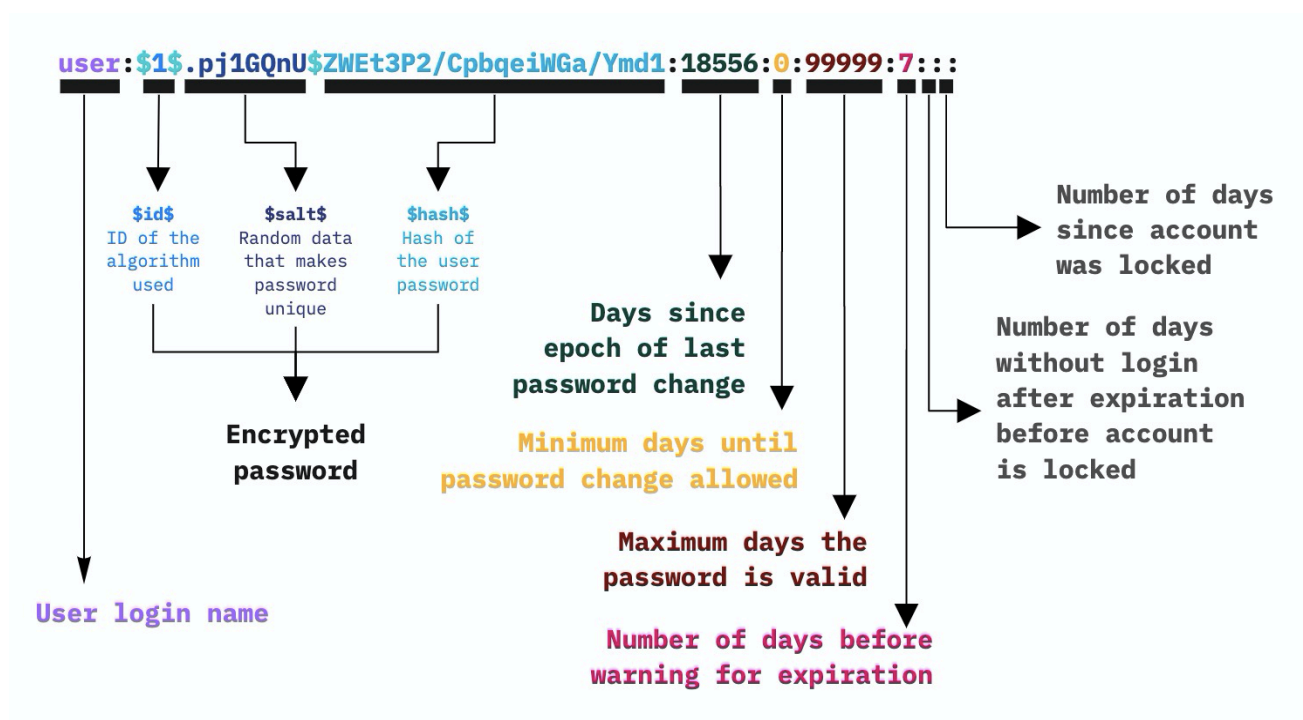 user:$1$.pj1GQnU$ZWEt3P2/CpbqeiWGa/Ymd1:18556:0:99999:7:::
$id$
ID of the
algorithm
used
$salt$
Random data
that makes
password
unique
$hash$
Hash of
the user
password
Encrypted
password
User login name
Days since
epoch of last
password change
Minimum days until
password change allowed
Maximum days the
password is valid
Number of days before
warning for expiration
Number of days
without login
after expiration
before account
is locked
Number of days
since account
was locked